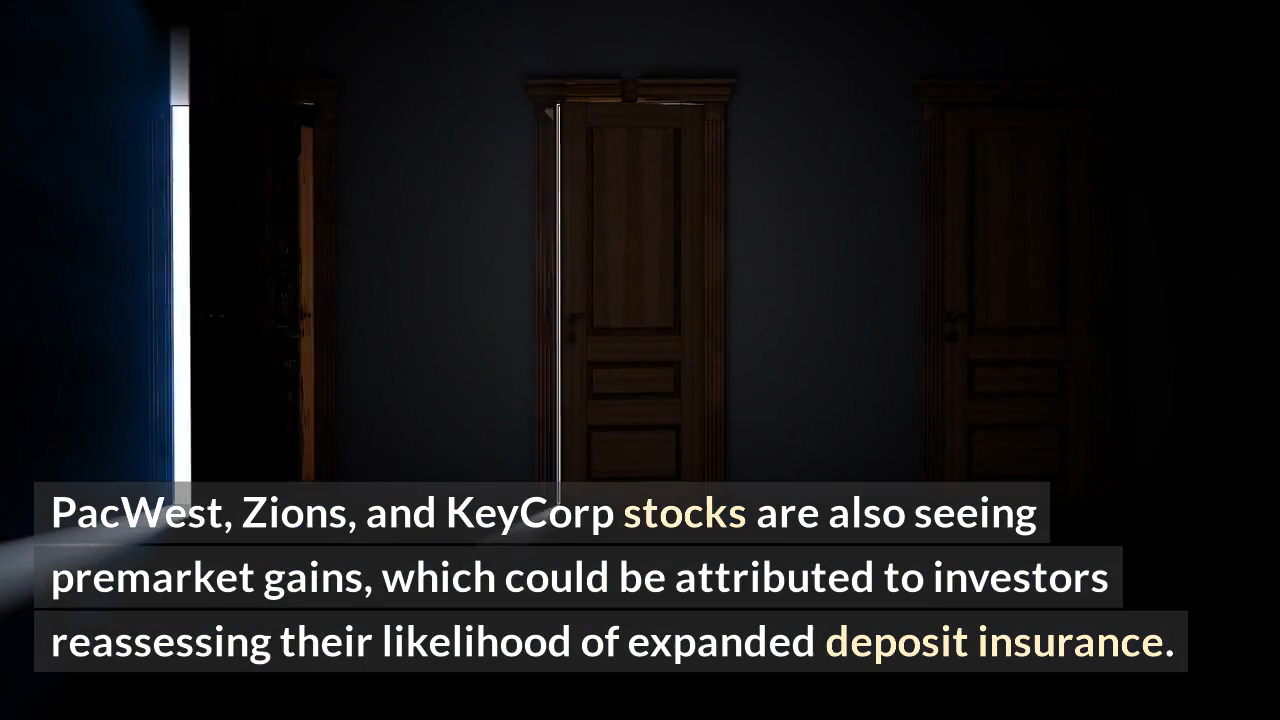 PacWest, Zions, and KeyCorp stocks are also seeing
premarket gains, which could be attributed to investors
reassessing their likelihood of expanded deposit insurance.